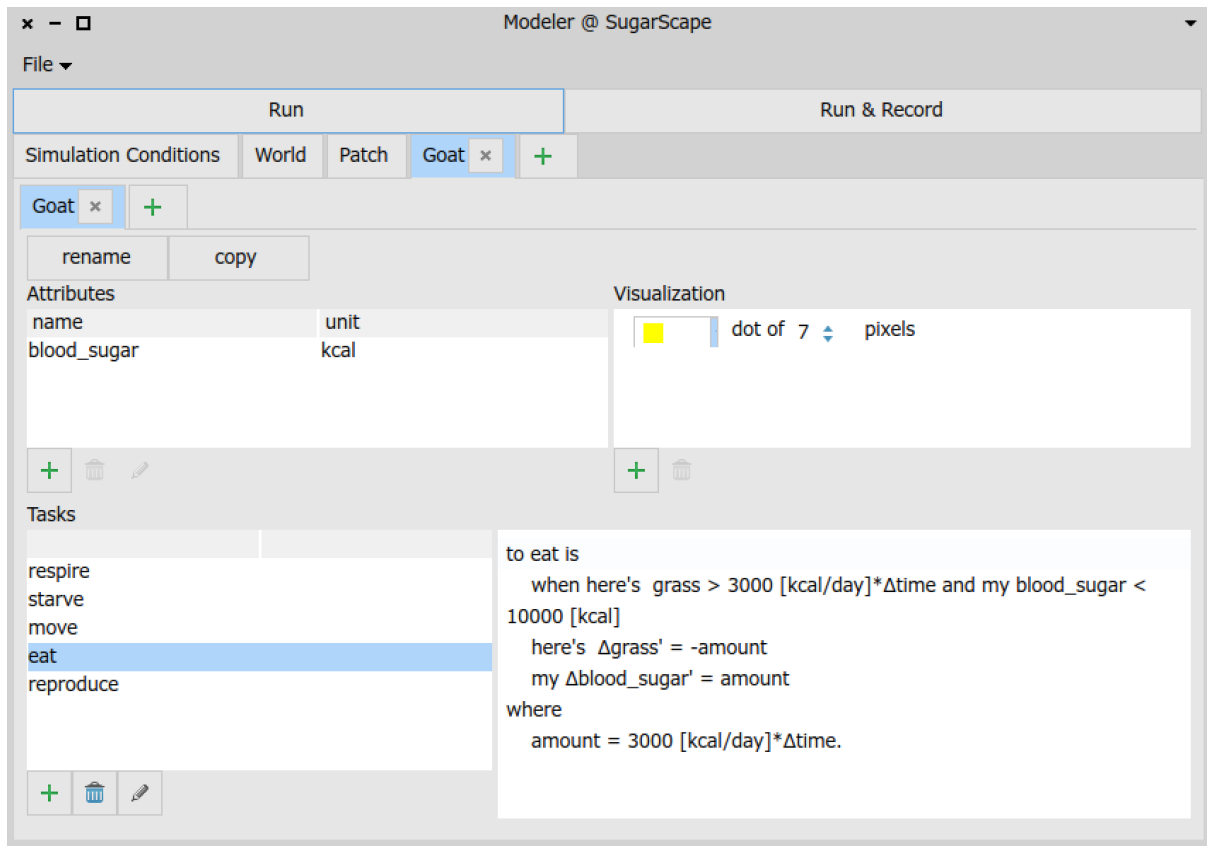 Modeler @ SugarScape
File
Run Run & Record
Simulation Conditions World Patch Goat
Goat
rename copy
Attributes Visualization
name unit
blood_sugar kcal
dot of 7 pixels
Tasks
respire
starve
move
eat
reproduce
to eat is
when here's grass > 3000 [kcal/day]*Δtime and my blood_sugar <
10000 [kcal]
here's Δgrass' = -amount
my Δblood_sugar' = amount
where
amount = 3000 [kcal/day]*Δtime.